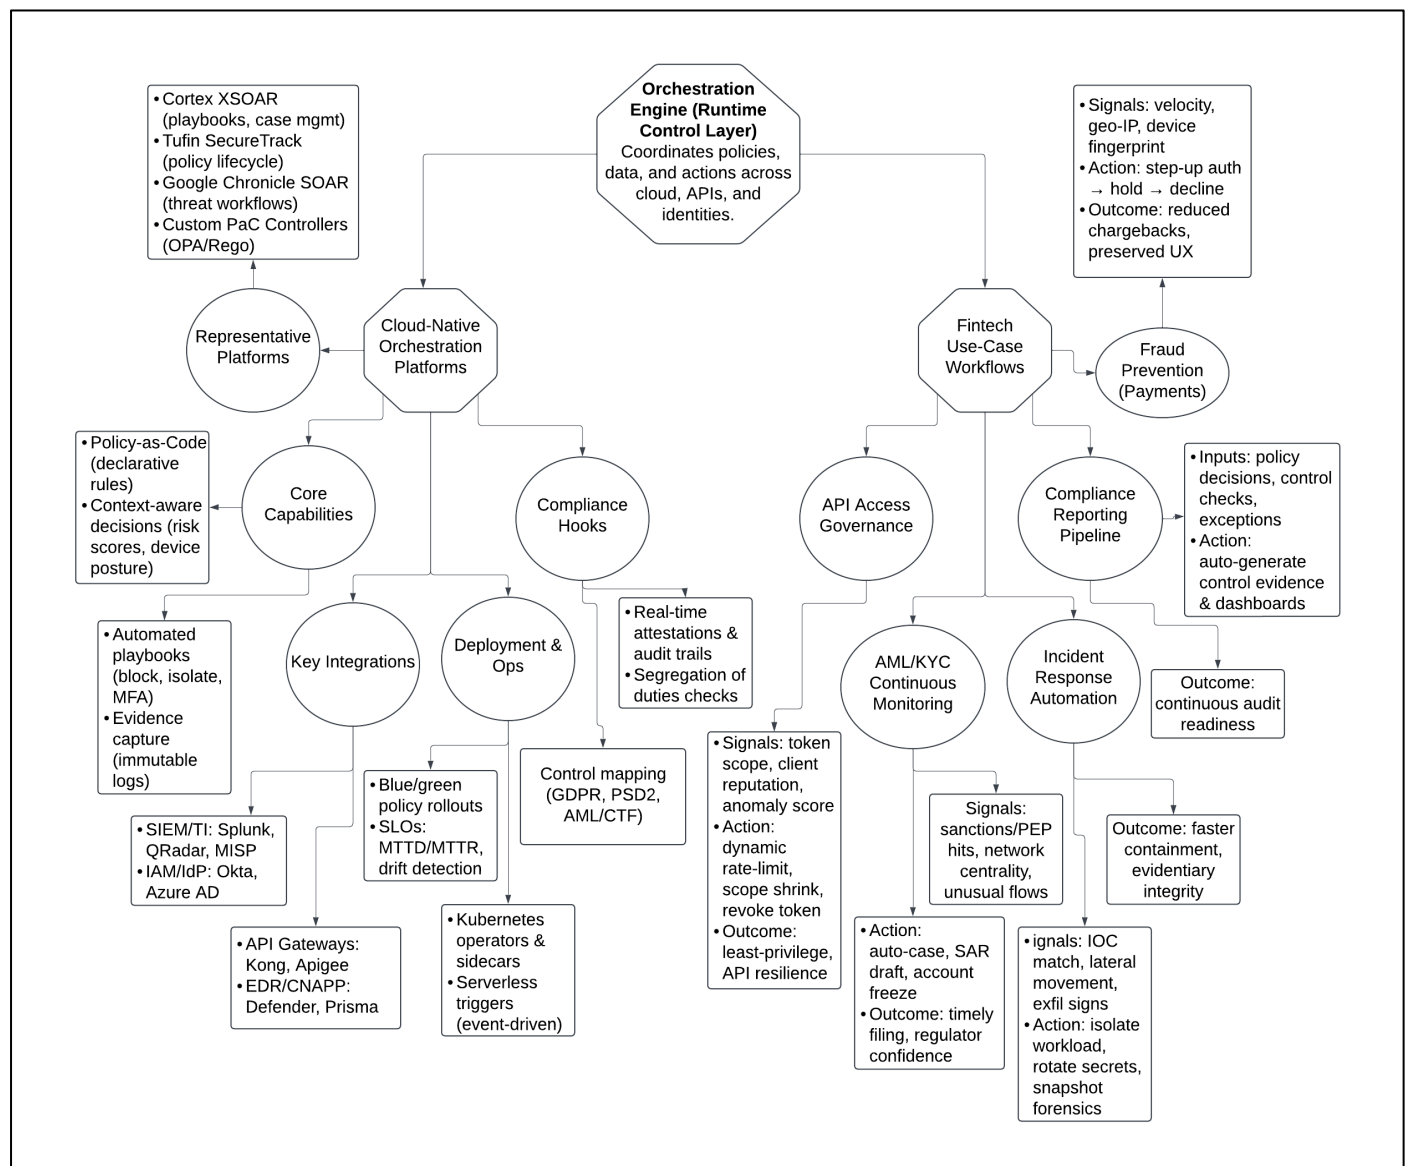 Orchestration
Engine (Runtime
Control Layer)
Coordinates policies,
data, and actions across
cloud, APIs, and
identities.
• Cortex XSOAR
(playbooks, case mgmt)
• Tufin SecureTrack
(policy lifecycle)
• Google Chronicle SOAR
(threat workflows)
• Custom PaC Controllers
(OPA/Rego)
• Signals: velocity,
geo-IP, device
fingerprint
• Action: step-up auth
→ hold → decline
• Outcome: reduced
chargebacks,
preserved UX
Representative
Platforms
Cloud-Native
Orchestration
Platforms
Fintech
Use-Case
Workflows
Fraud
Prevention
(Payments)
• Policy-as-Code
(declarative
rules)
• Context-aware
decisions (risk
scores, device
posture)
Core
Capabilities
Compliance
Hooks
API Access
Governance
Compliance
Reporting
Pipeline
• Inputs: policy
decisions, control
checks,
exceptions
• Action:
auto-generate
control evidence
& dashboards
• Automated
playbooks
(block, isolate,
MFA)
• Evidence
capture
(immutable
logs)
Key Integrations
Deployment &
Ops
• Real-time
attestations &
audit trails
• Segregation of
duties checks
AML/KYC
Continuous
Monitoring
Incident
Response
Automation
Outcome:
continuous audit
readiness
• SIEM/TI: Splunk,
QRadar, MISP
• IAM/IdP: Okta,
Azure AD
• Blue/green
policy rollouts
• SLOs:
MTTD/MTTR,
drift detection
Control mapping
(GDPR, PSD2,
AML/CTF)
• Signals: token
scope, client
reputation,
anomaly score
• Action:
dynamic
rate-limit,
scope shrink,
revoke token
• Outcome:
least-privilege,
API resilience
Signals:
sanctions/PEP
hits, network
centrality,
unusual flows
Outcome: faster
containment,
evidentiary
integrity
• API Gateways:
Kong, Apigee
• EDR/CNAPP:
Defender, Prisma
• Kubernetes
operators &
sidecars
• Serverless
triggers
(event-driven)
• Action:
auto-case, SAR
draft, account
freeze
• Outcome: timely
filing, regulator
confidence
• ignals: IOC
match, lateral
movement,
exfil signs
• Action: isolate
workload,
rotate secrets,
snapshot
forensics